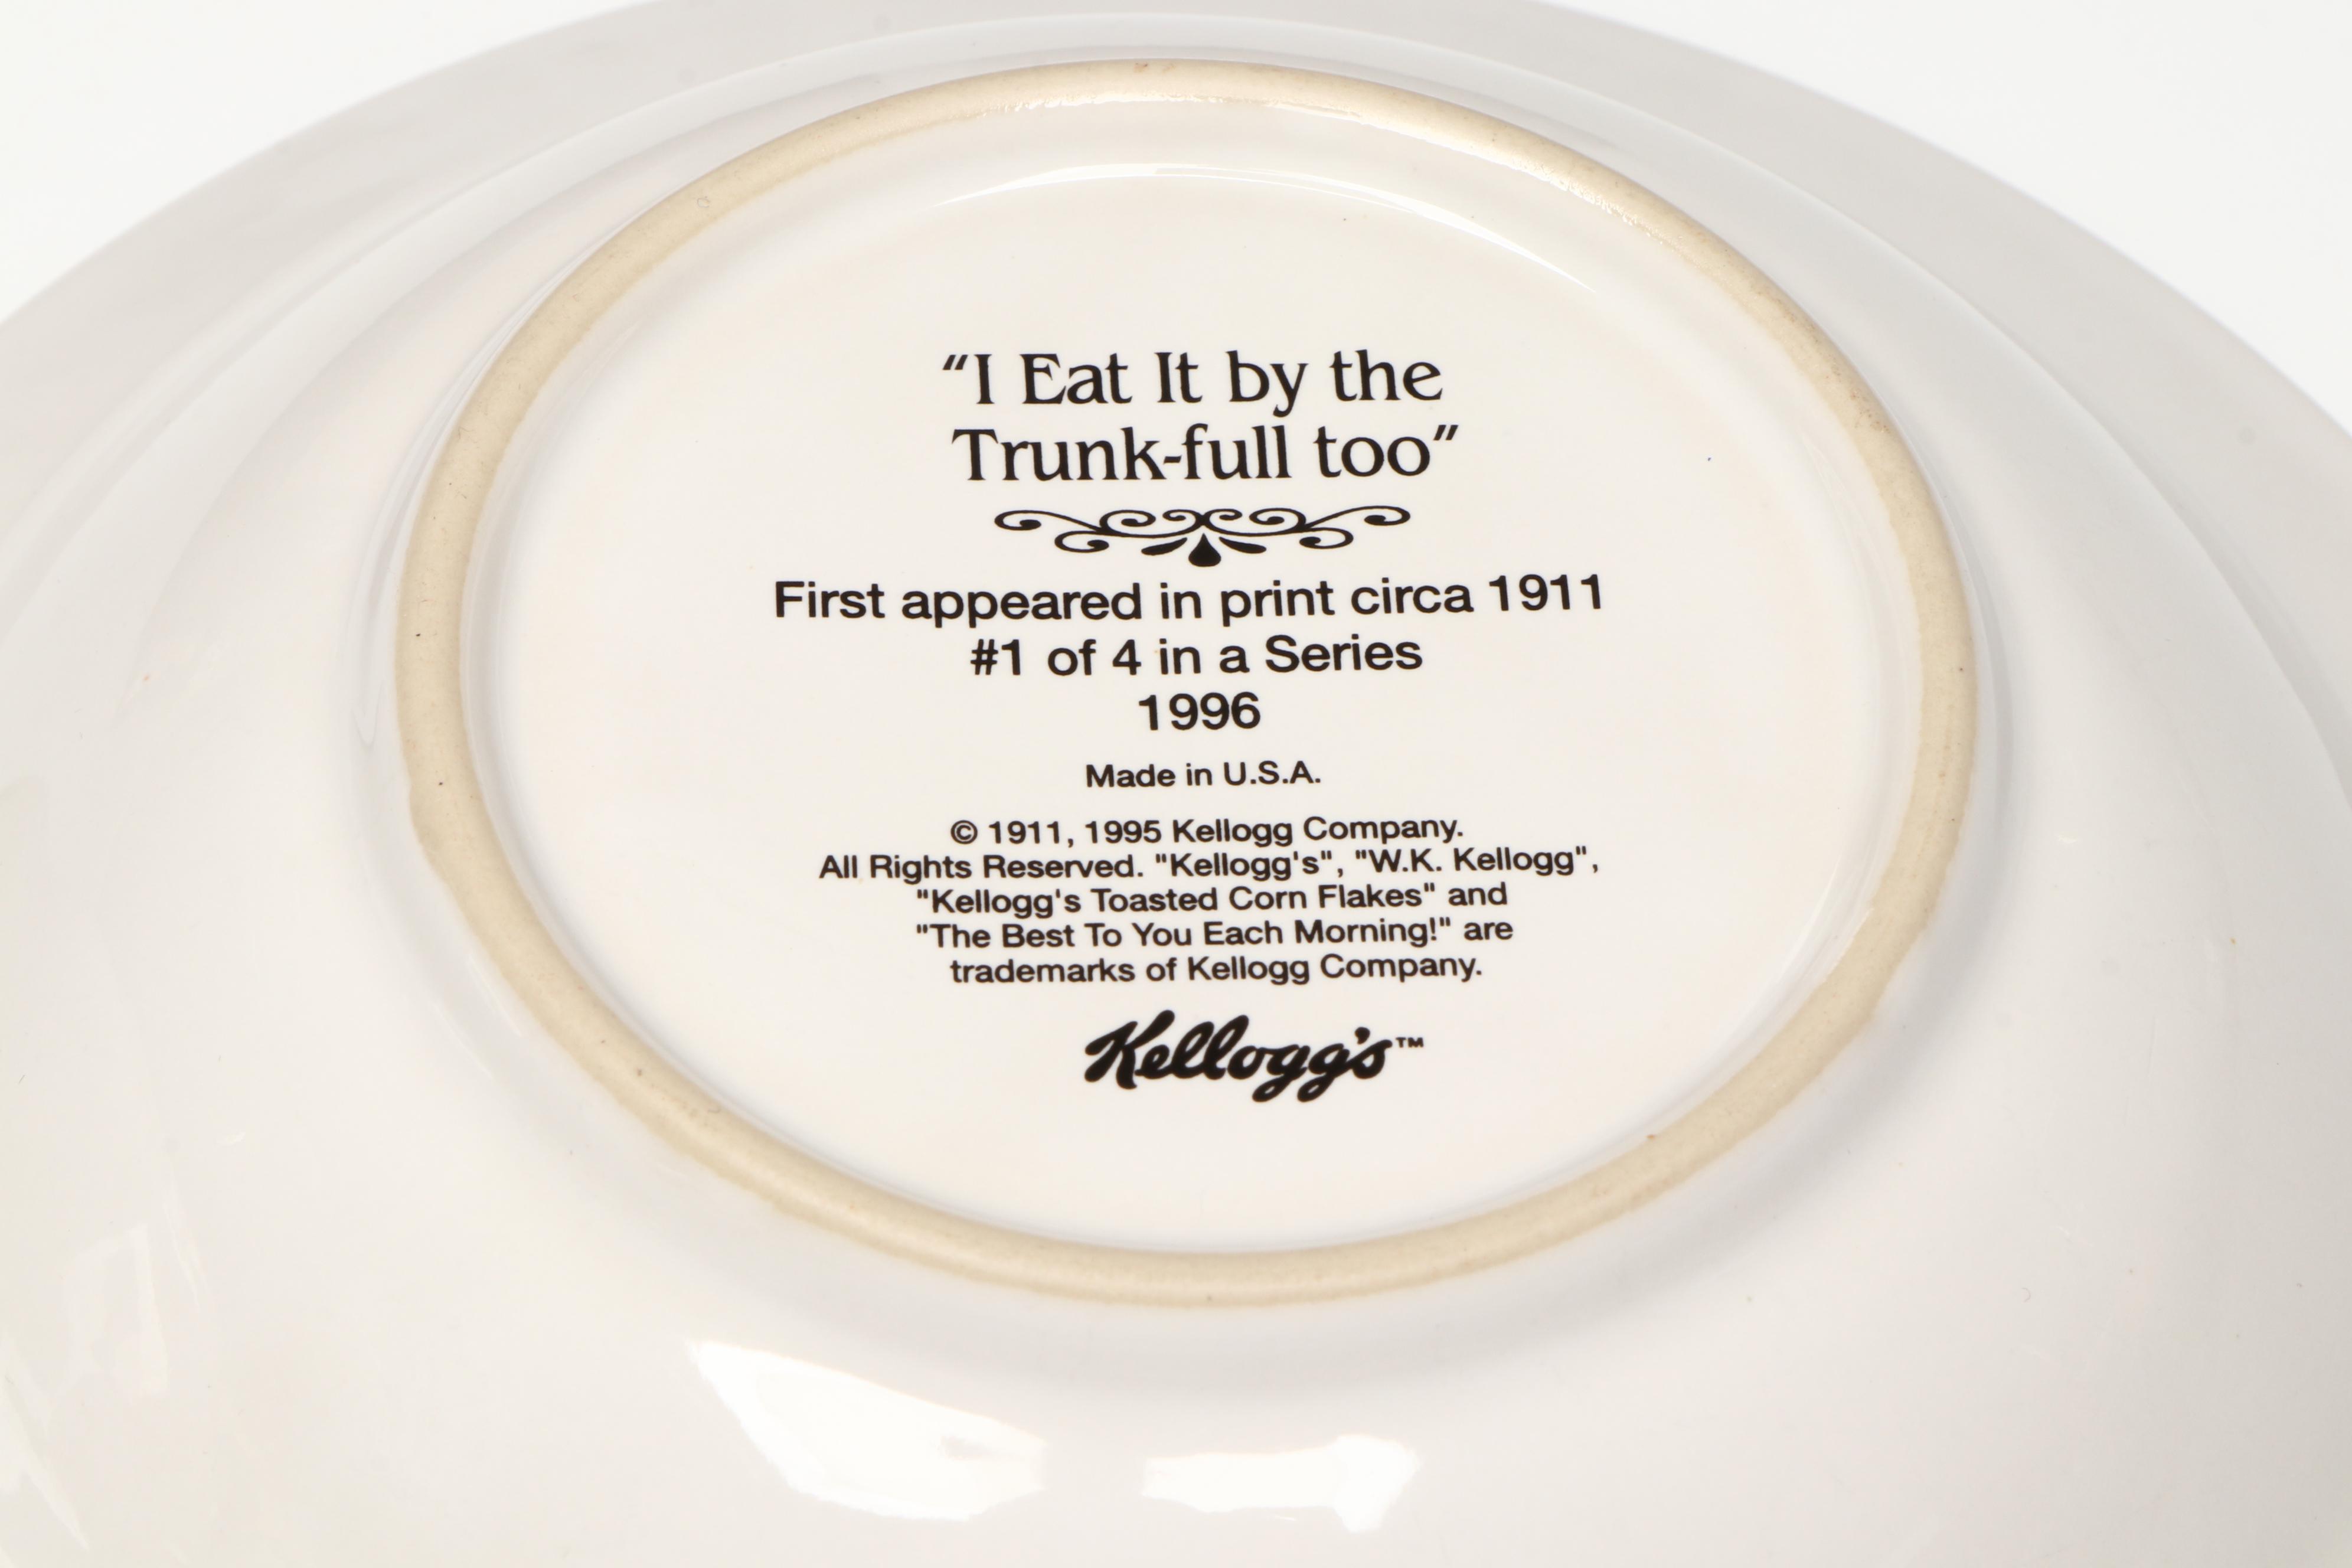 “I Eat It by the
Trunk-full too”
First appeared in print circa 1911
#1 of 4 in a Series
1996
Made in U.S.A.
© 1911, 1995 Kellogg Company.
All Rights Reserved. "Kellogg's", "W.K. Kellogg",
"Kellogg's Toasted Corn Flakes" and
"The Best To You Each Morning!" are
trademarks of Kellogg Company.
Kellogg's™